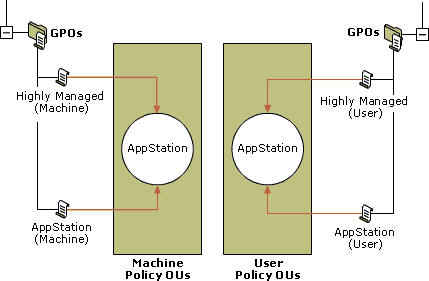 GPOs
Highly Managed
(Machine)
AppStation
AppStation
(Machine)
Machine
Policy OUs
GPOs
Highly Managed
(User)
AppStation
AppStation
(User)
User
Policy OUs